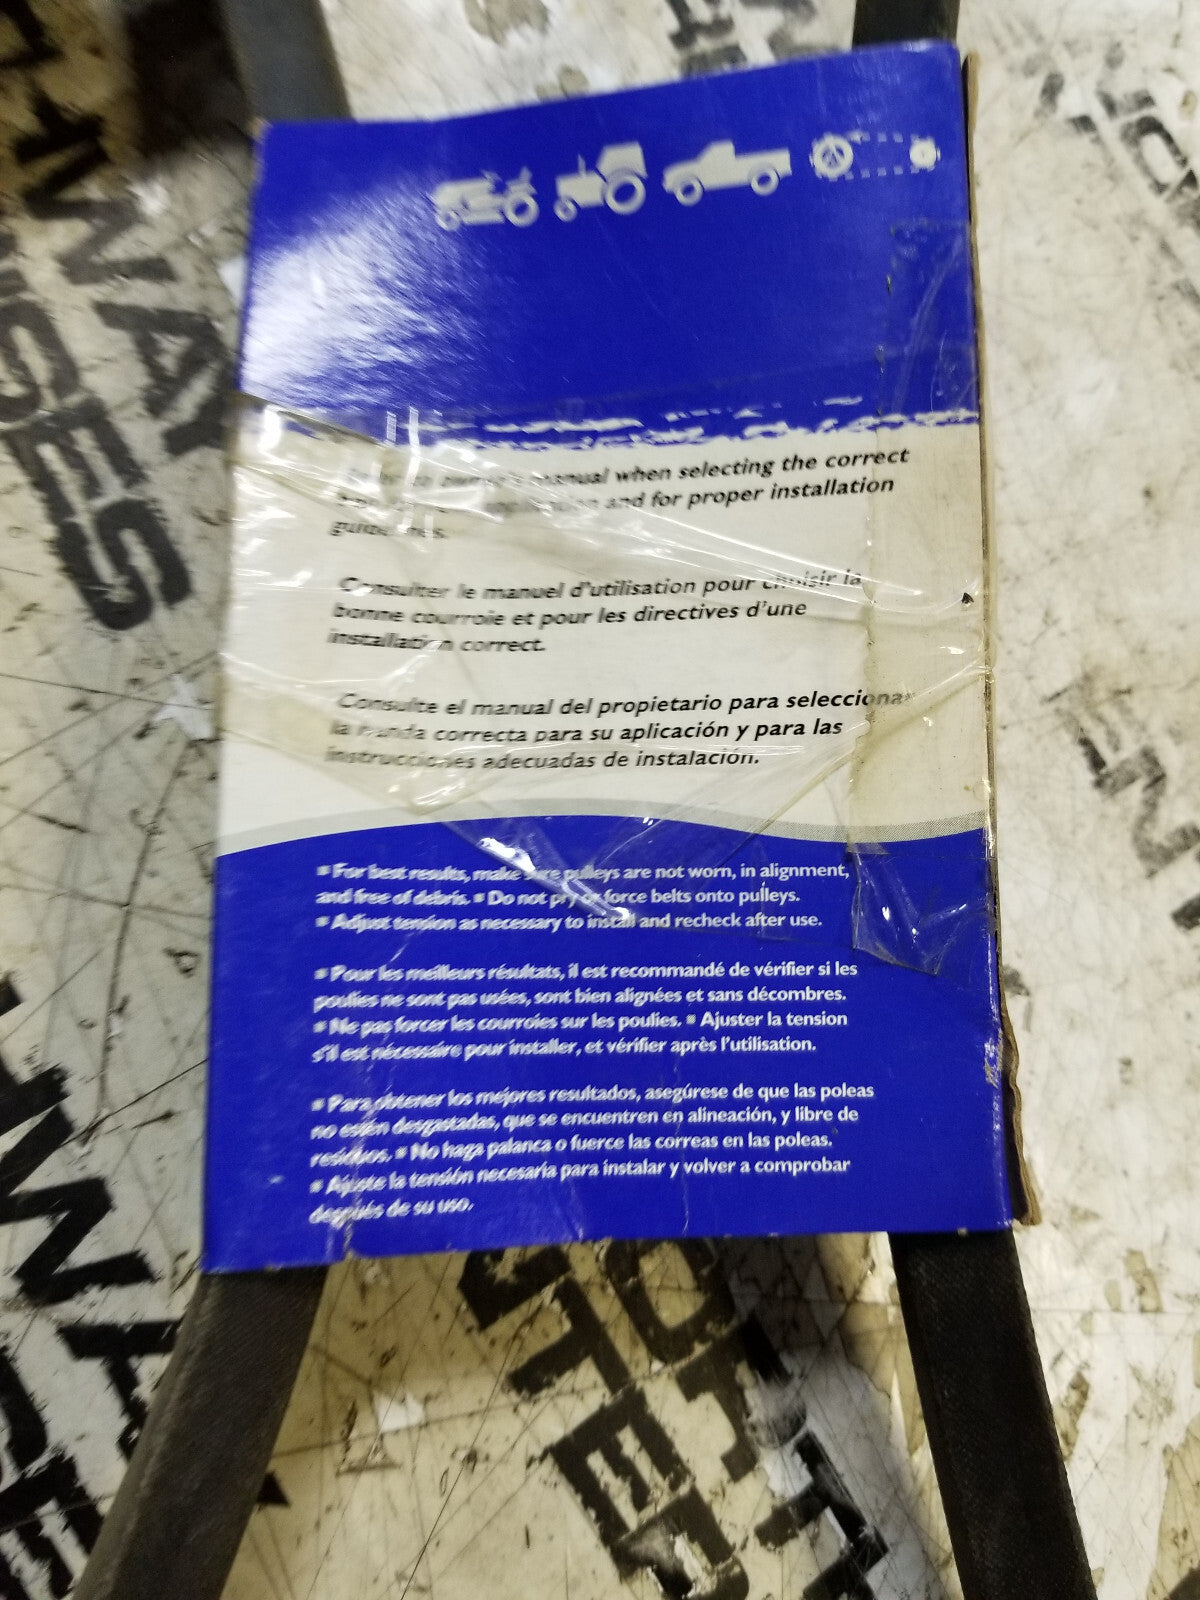 manual when selecting the correct
and for proper installation
Consulter le manuel d'utilisation pour choisir la
bonne courroie et pour les directives d'une
installation correct.
Consulte el manual del propietario para seleccionar
la correcta para su aplicación y para las
instrucciones adecuadas de instalación.
▪ For best results, make sure pulleys are not worn, in alignment,
and free of debris. ▪ Do not pry or force belts onto pulleys.
▪ Adjust tension as necessary to install and recheck after use.
▪ Pour les meilleurs résultats, il est recommandé de vérifier si les
poulies ne sont pas usées, sont bien alignées et sans décombres.
▪ Ne pas forcer les courroies sur les poulies. ▪ Ajuster la tension
s'il est nécessaire pour installer, et vérifier après l'utilisation.
▪ Para obtener los mejores resultados, asegúrese de que las poleas
no estén desgastadas, que se encuentren en alineación, y libre de
residuos. ▪ No haga palanca o fuerce las correas en las poleas.
▪ Ajuste la tensión necesaria para instalar y volver a comprobar
después de su uso.